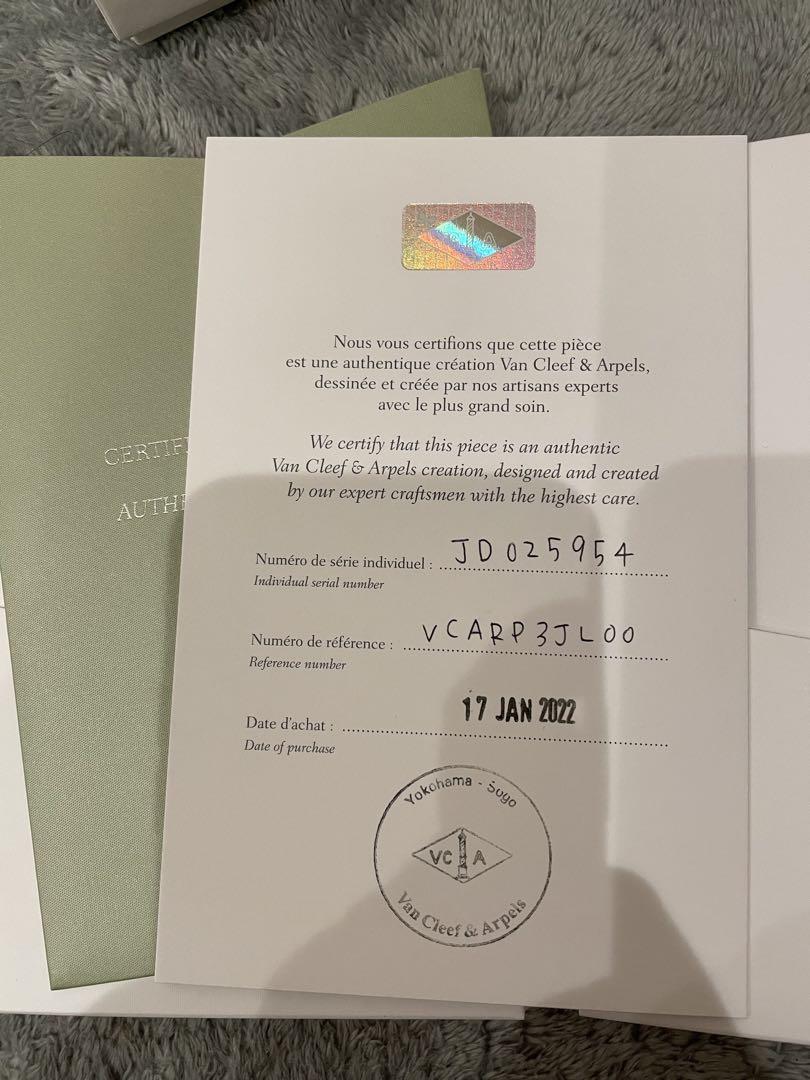 CERTIF
AUTHE
Nous vous certifions que cette pièce
est une authentique création Van Cleef & Arpels,
dessinée et créée par nos artisans experts
avec le plus grand soin.
We certify that this piece is an authentic
Van Cleef & Arpels creation, designed and created
by our expert craftsmen with the highest care.
Numéro de série individuel : JD025954
Individual serial number
Numéro de référence : VCARP3JL00
Reference number
Date d'achat : 17 JAN 2022
Date of purchase
Yokohama - Sogo
VC A
Van Cleef & Arpels